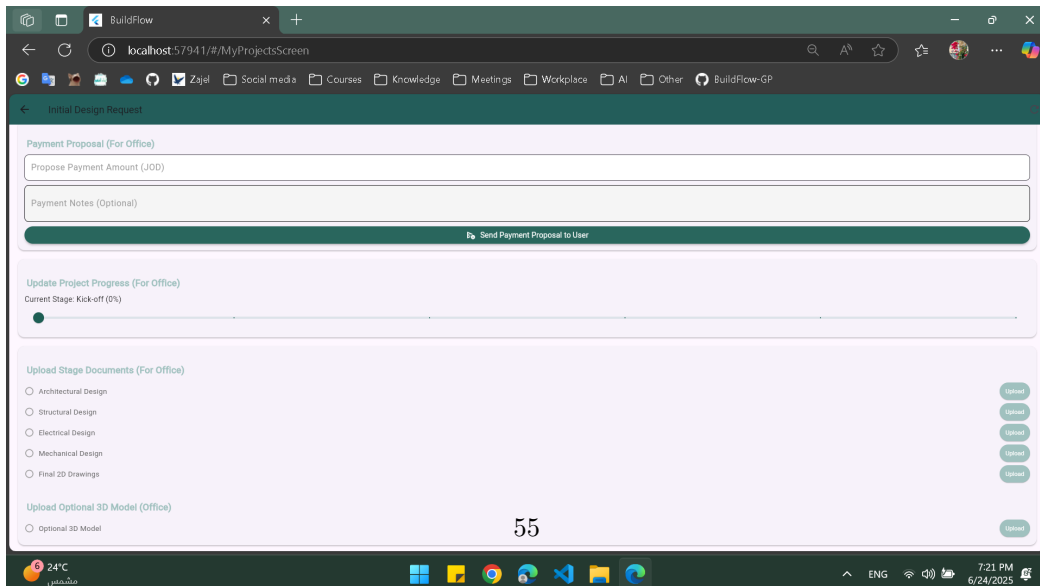 BuildFlow
localhost:57941/#/MyProjectsScreen
Zajel Social media Courses Knowledge Meetings Workplace AI Other BuildFlow-GP
Initial Design Request
Payment Proposal (For Office)
Propose Payment Amount (JOD)
Payment Notes (Optional)
Send Payment Proposal to User
Update Project Progress (For Office)
Current Stage: Kick-off (0%)
Upload Stage Documents (For Office)
Architectural Design Upload
Structural Design Upload
Electrical Design Upload
Mechanical Design Upload
Final 2D Drawings Upload
Upload Optional 3D Model (Office)
Optional 3D Model Upload
55
6 24°C
مشمس
ENG
7:21 PM
6/24/2025